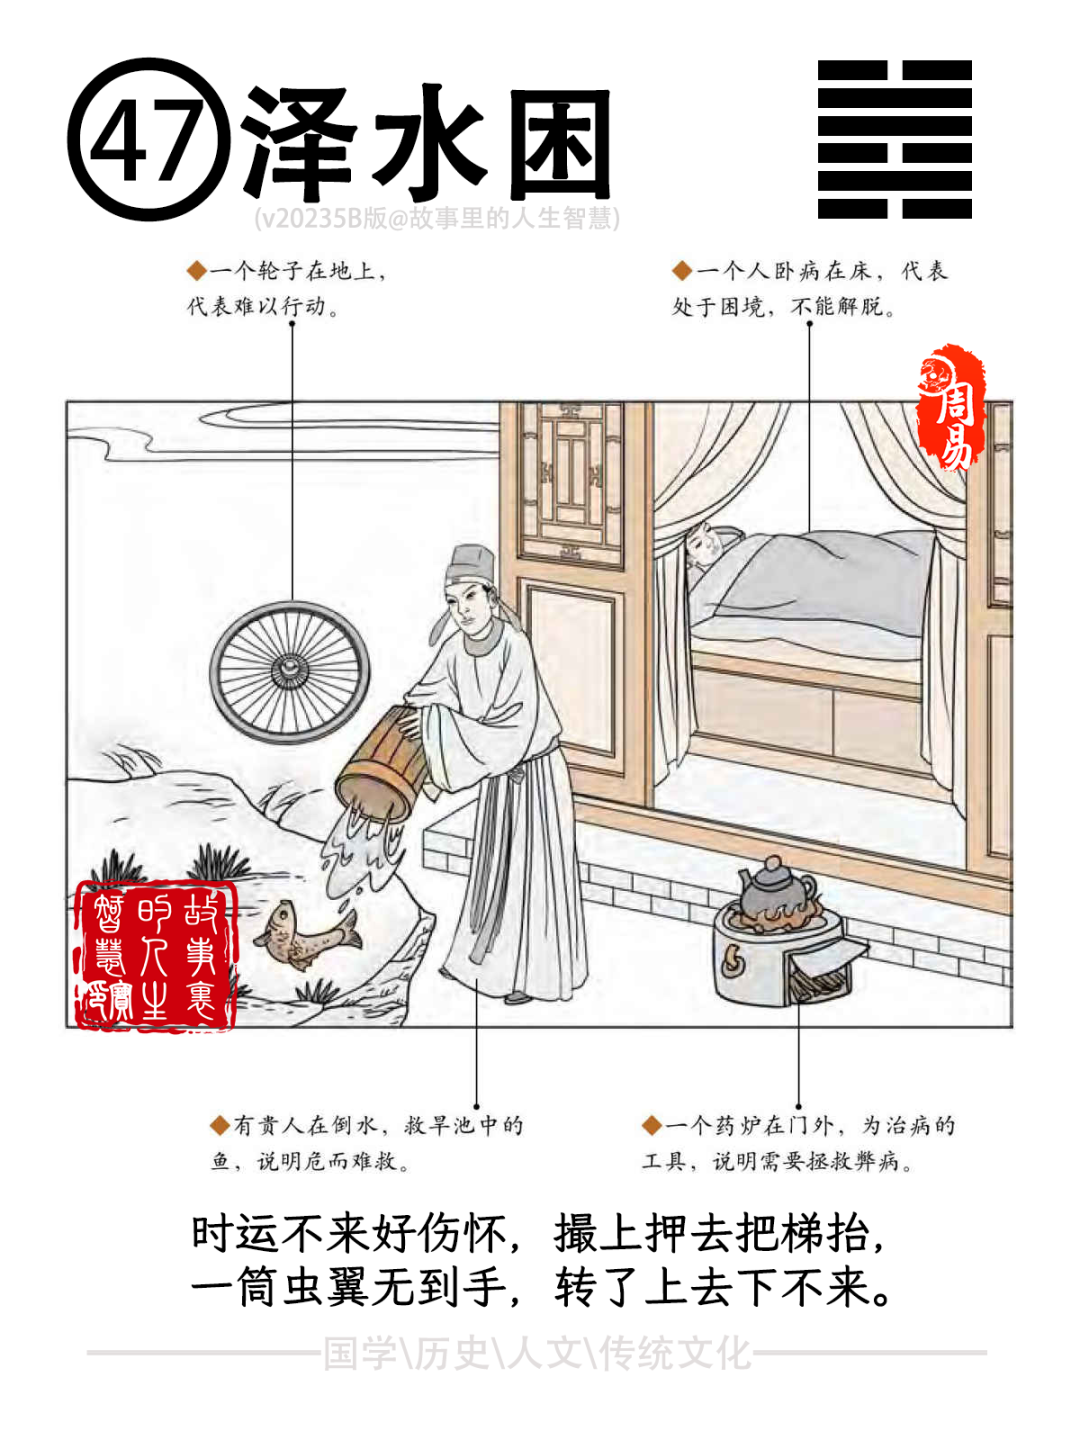 47 泽水困
(v20235B版@故事里的人生智慧)
◆一个轮子在地上，
代表难以行动。
◆一个人卧病在床，代表
处于困境，不能解脱。
周易
故事裏
的人生
智慧
◆有貴人在倒水，救旱池中的
鱼，说明危而难救。
◆一个药炉在门外，为治病的
工具，说明需要拯救弊病。
时运不来好伤怀，撮上押去把梯抬，
一筒虫翼无到手，转了上去下不来。
国学\历史\人文\传统文化